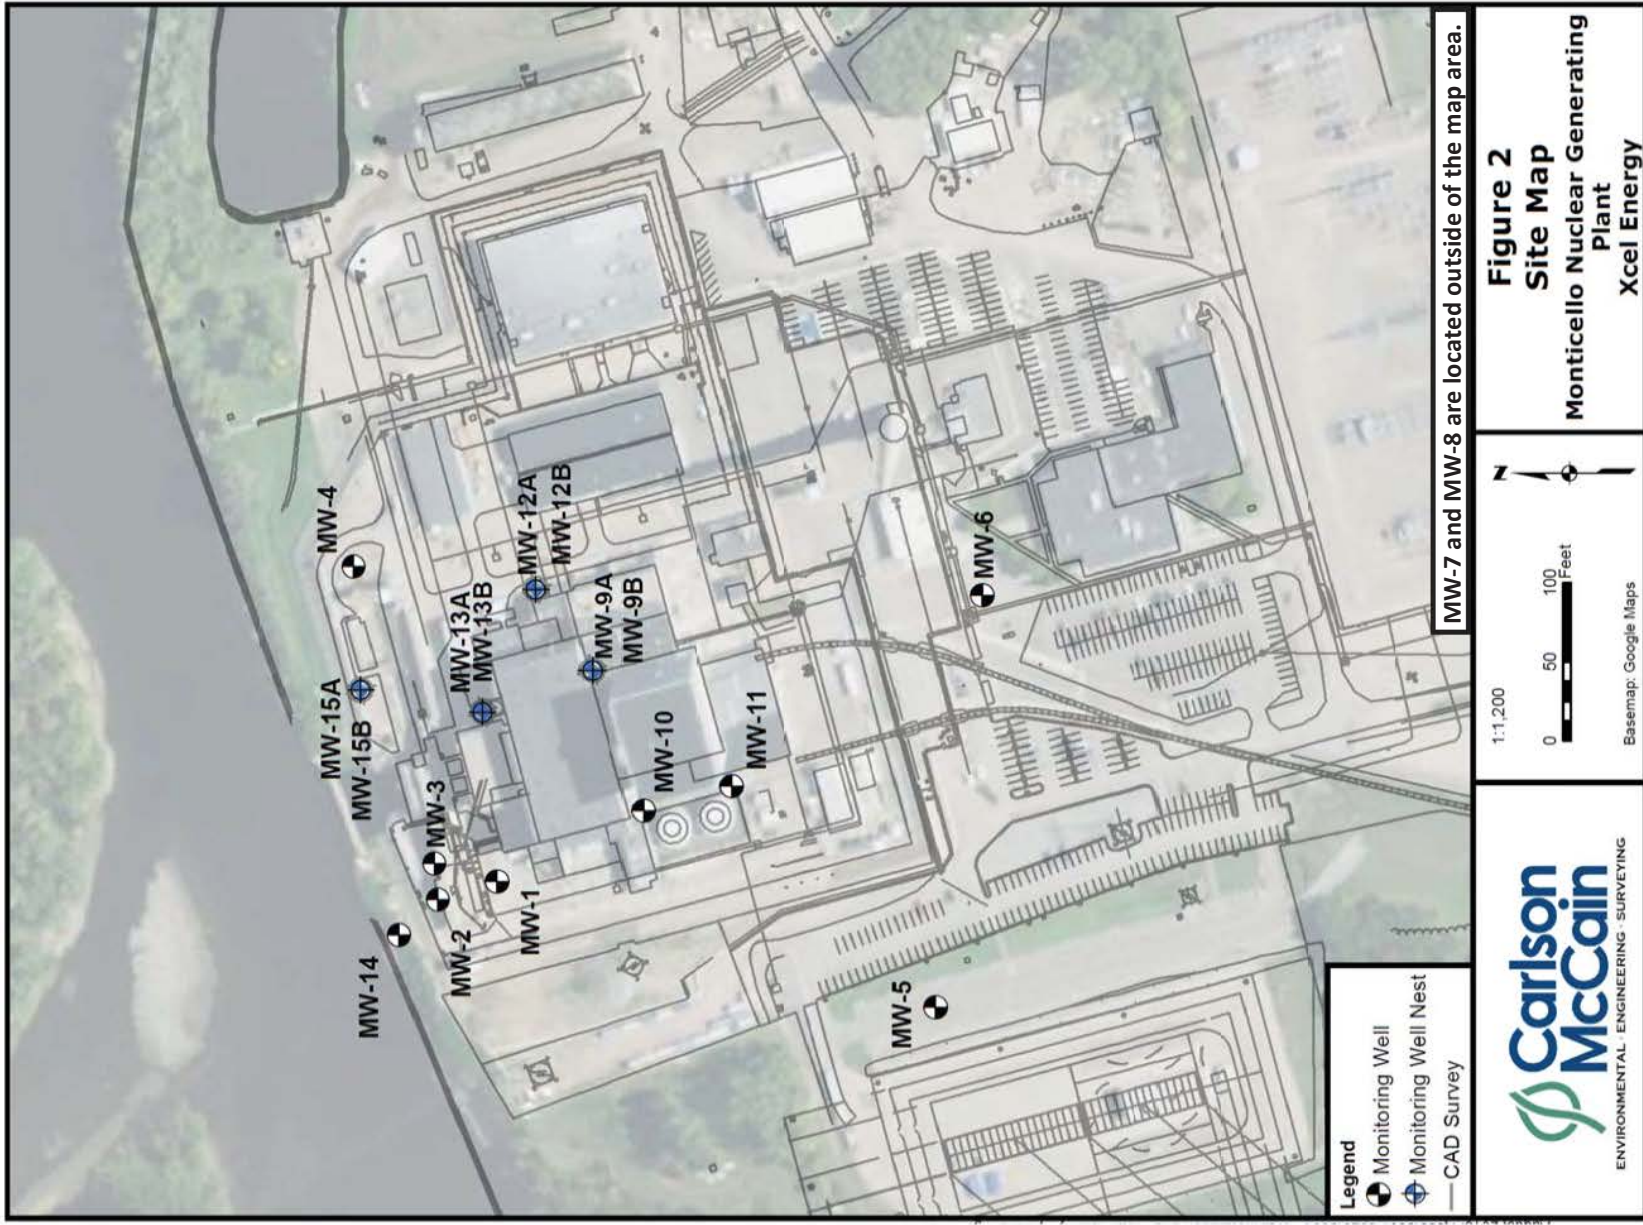 MW-14
MW-2
MW-1
MW-3
MW-15A
MW-15B
MW-13A
MW-13B
MW-4
MW-12A
MW-12B
MW-9A
MW-9B
MW-10
MW-11
MW-5
MW-6
MW-7 and MW-8 are located outside of the map area.
Legend
Monitoring Well
Monitoring Well Nest
CAD Survey
Carlson
McCain
ENVIRONMENTAL · ENGINEERING · SURVEYING
1:1,200
0 50 100
Feet
Basemap: Google Maps
N
Figure 2
Site Map
Monticello Nuclear Generating
Plant
Xcel Energy